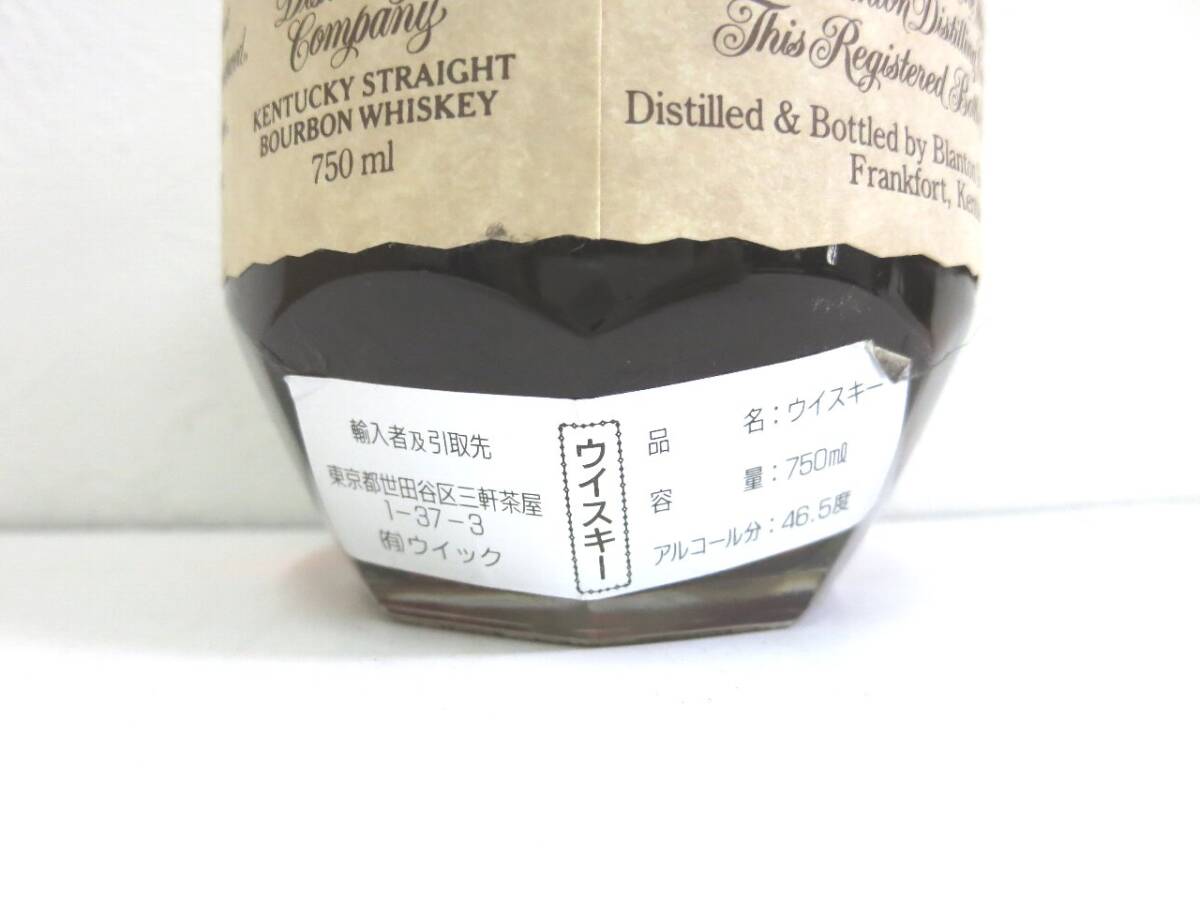 Company
KENTUCKY STRAIGHT
BOURBON WHISKEY
750 ml
Distilling
This Registered
Distilled & Bottled by Blanton
Frankfort,
輸入者及引取先
東京都世田谷区三軒茶屋
1-37-3
㈲ウイック
ウイスキー
品 名：ウイスキー
容 量：750㎖
アルコール分：46.5度